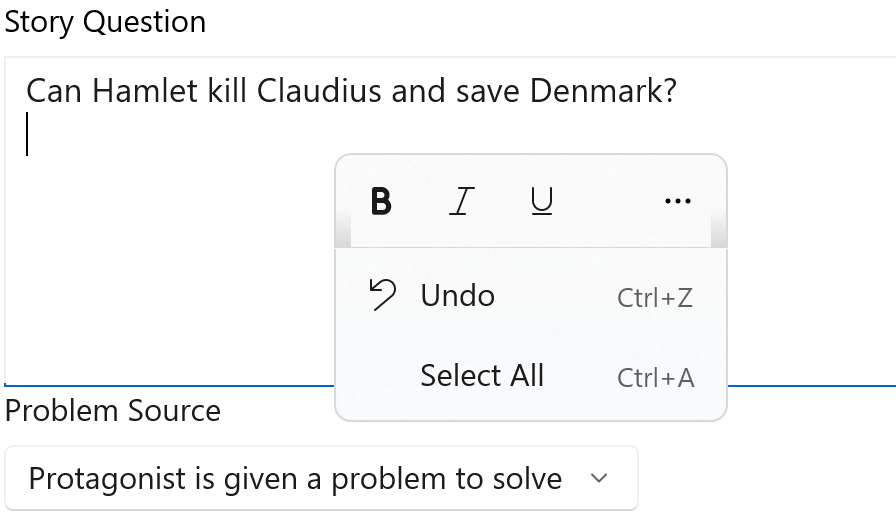 Story Question
Can Hamlet kill Claudius and save Denmark?
B I U ...
Undo Ctrl+Z
Select All Ctrl+A
Problem Source
Protagonist is given a problem to solve